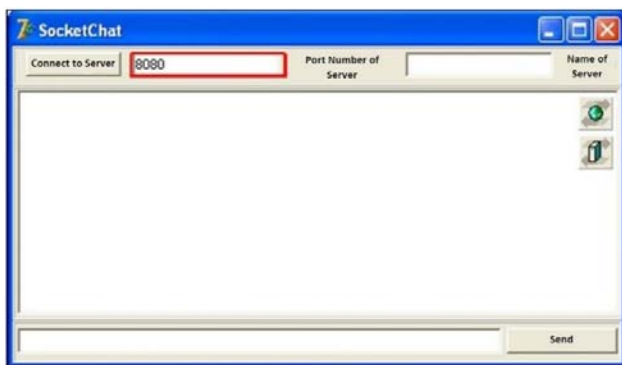 SocketChat
Connect to Server
8080
Port Number of
Server
Name of
Server
Send